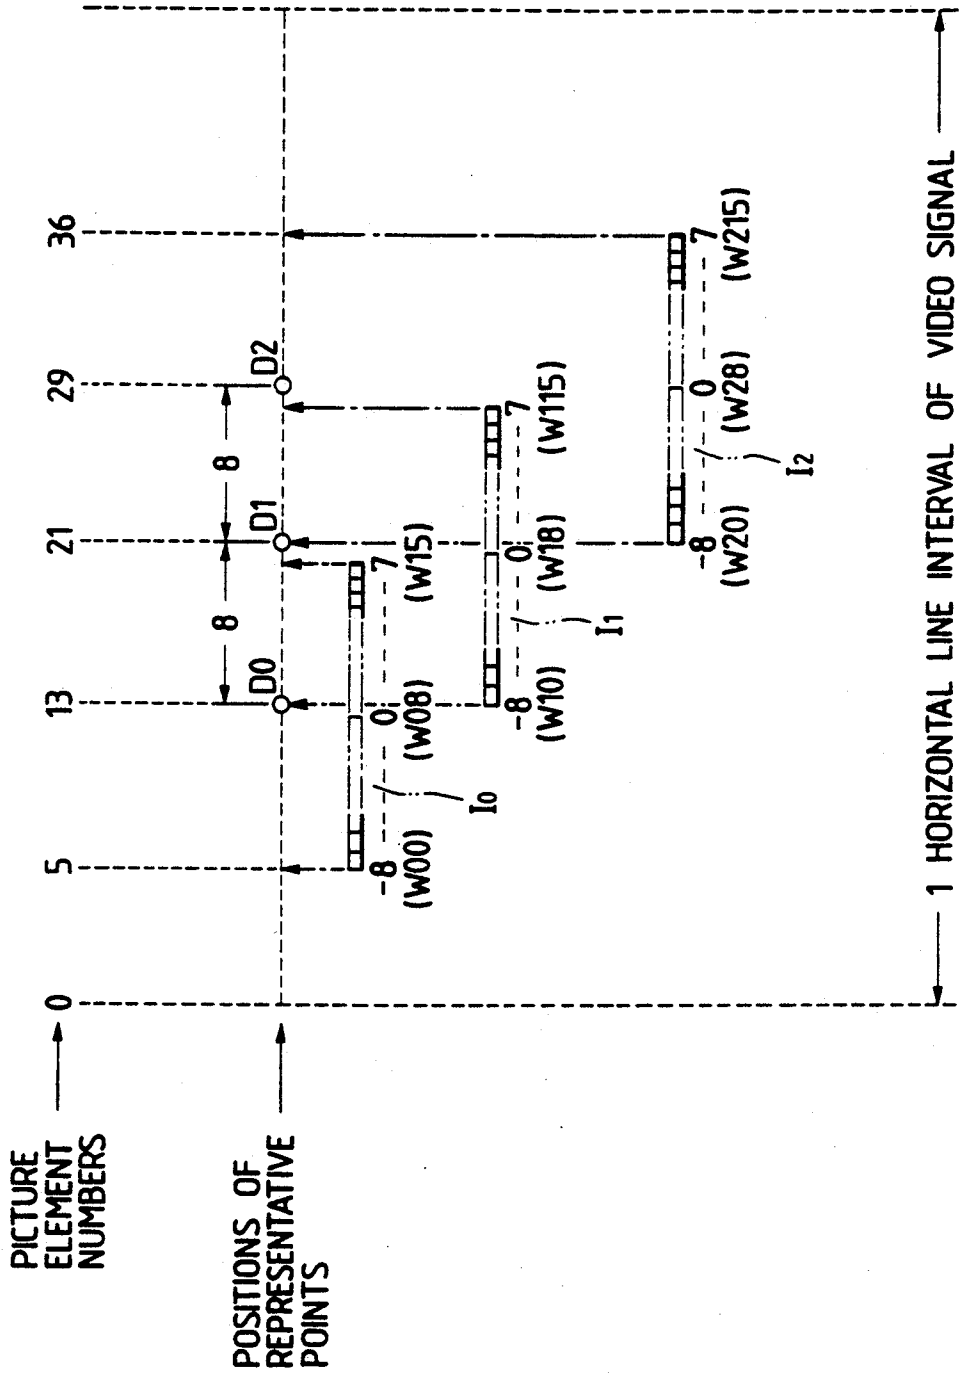 PICTURE
ELEMENT
NUMBERS
0 5 13 21 29 36
8 8
POSITIONS OF
REPRESENTATIVE
POINTS
D0 D1 D2
-8 0 7
(W00) (W08) (W15)
I0
-8 0 7
(W10) (W18) (W115)
I1
-8 0 7
(W20) (W28) (W215)
I2
1 HORIZONTAL LINE INTERVAL OF VIDEO SIGNAL